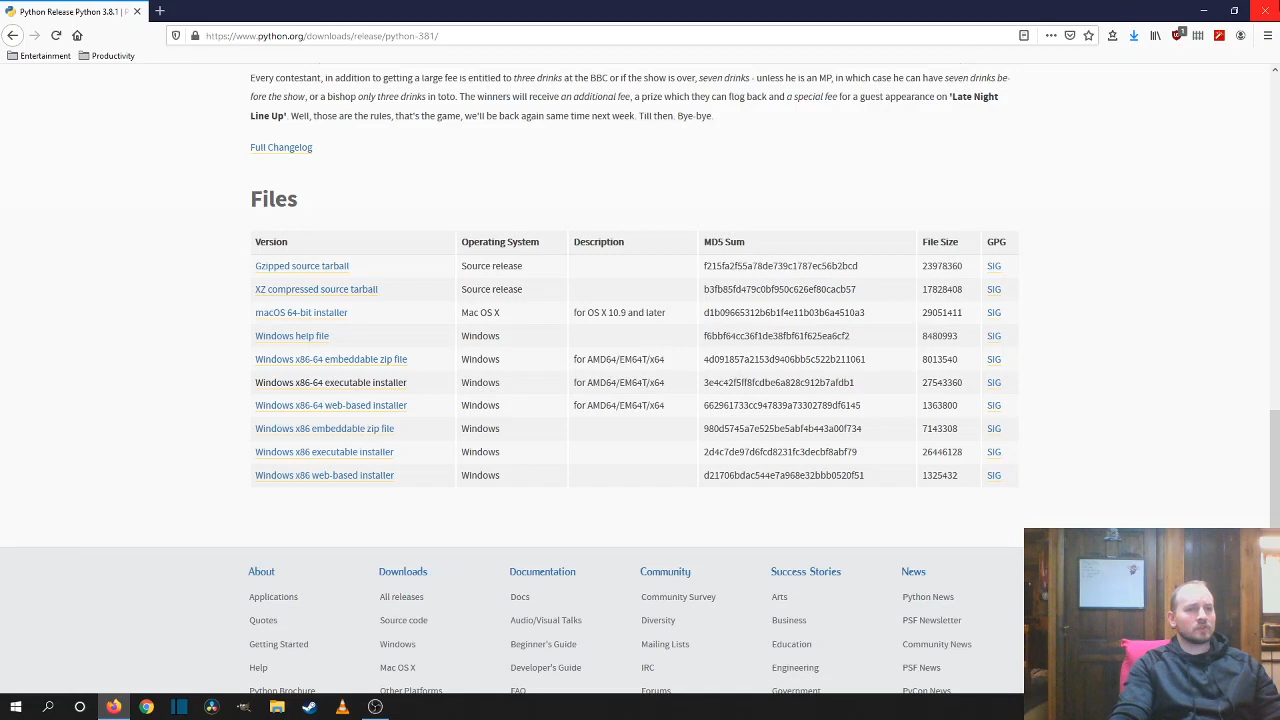 Python Release Python 3.8.1 | P
https://www.python.org/downloads/release/python-381/
1
Entertainment
Productivity
Every contestant, in addition to getting a large fee is entitled to three drinks at the BBC or if the show is over, seven drinks - unless he is an MP, in which case he can have seven drinks be-
fore the show, or a bishop only three drinks in toto. The winners will receive an additional fee, a prize which they can flog back and a special fee for a guest appearance on 'Late Night
Line Up'. Well, those are the rules, that's the game, we'll be back again same time next week. Till then. Bye-bye.
Full Changelog
Files
Version Operating System Description MD5 Sum File Size GPG
Gzipped source tarball Source release f215fa2f55a78de739c1787ec56b2bcd 23978360 SIG
XZ compressed source tarball Source release b3fb85fd479c0bf950c626ef80cacb57 17828408 SIG
macOS 64-bit installer Mac OS X for OS X 10.9 and later d1b09665312b6b1f4e11b03b6a4510a3 29051411 SIG
Windows help file Windows f6bbf64cc36f1de38fbf61f625ea6cf2 8480993 SIG
Windows x86-64 embeddable zip file Windows for AMD64/EM64T/x64 4d091857a2153d9406bb5c522b211061 8013540 SIG
Windows x86-64 executable installer Windows for AMD64/EM64T/x64 3e4c42f5ff8fcdbe6a828c912b7afdb1 27543360 SIG
Windows x86-64 web-based installer Windows for AMD64/EM64T/x64 662961733cc947839a73302789df6145 1363800 SIG
Windows x86 embeddable zip file Windows 980d5745a7e525be5abf4b443a00f734 7143308 SIG
Windows x86 executable installer Windows 2d4c7de97d6fcd8231fc3decbf8abf79 26446128 SIG
Windows x86 web-based installer Windows d21706bdac544e7a968e32bbb0520f51 1325432 SIG
About Downloads Documentation Community Success Stories News
Applications All releases Docs Community Survey Arts Python News
Quotes Source code Audio/Visual Talks Diversity Business PSF Newsletter
Getting Started Windows Beginner's Guide Mailing Lists Education Community News
Help Mac OS X Developer's Guide IRC Engineering PSF News
Python Brochure Other Platforms FAQ Forums Government PyCon News